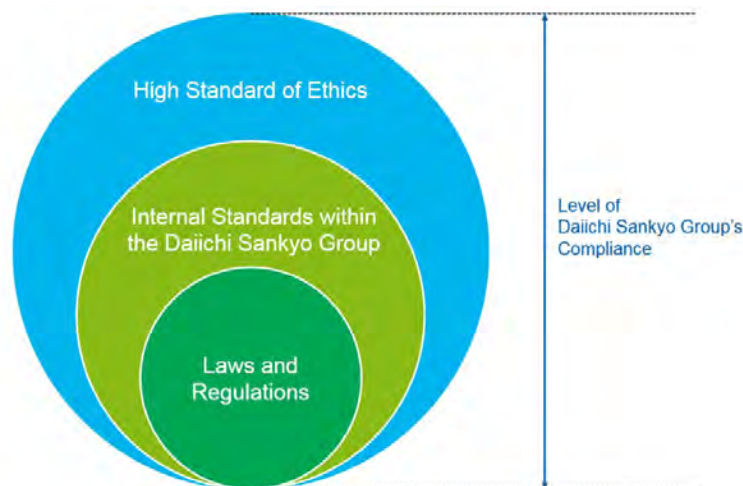 High Standard of Ethics
Internal Standards within
the Daiichi Sankyo Group
Laws and
Regulations
Level of
Daiichi Sankyo Group's
Compliance